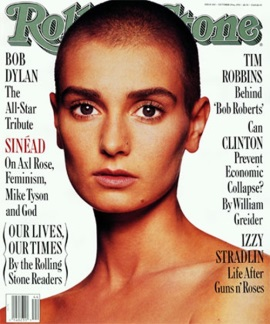 Rolling Stone
BOB
DYLAN
The
All-Star
Tribute
SINÉAD
On Axl Rose,
Feminism,
Mike Tyson
and God
(OUR LIVES,
OUR TIMES)
By the Rolling
Stone Readers
TIM
ROBBINS
Behind
'Bob Roberts'
Can
CLINTON
Prevent
Economic
Collapse?
By William
Greider
IZZY
STRADLIN
Life After
Guns n' Roses